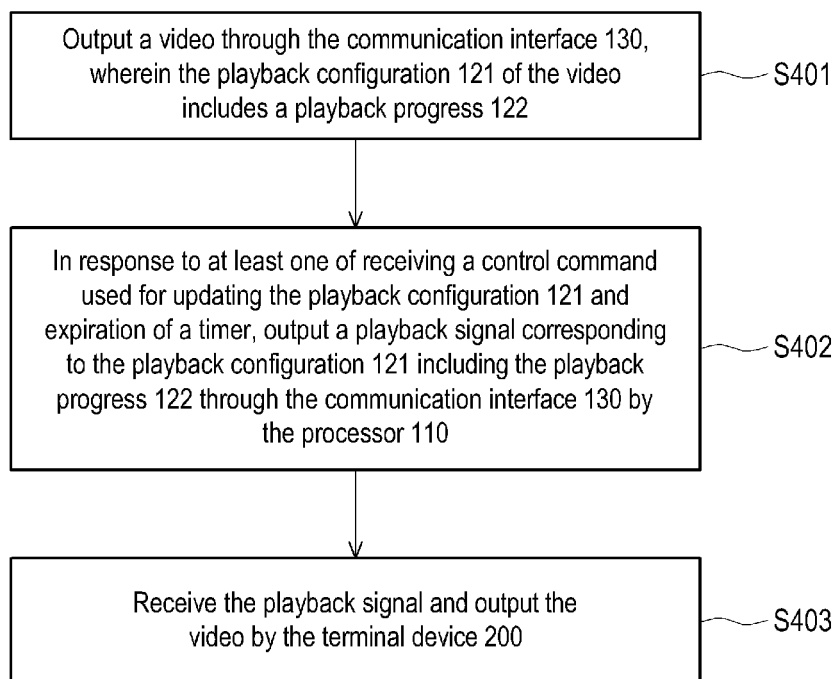 Output a video through the communication interface 130,
wherein the playback configuration 121 of the video
includes a playback progress 122
S401
In response to at least one of receiving a control command
used for updating the playback configuration 121 and
expiration of a timer, output a playback signal corresponding
to the playback configuration 121 including the playback
progress 122 through the communication interface 130 by
the processor 110
S402
Receive the playback signal and output the
video by the terminal device 200
S403